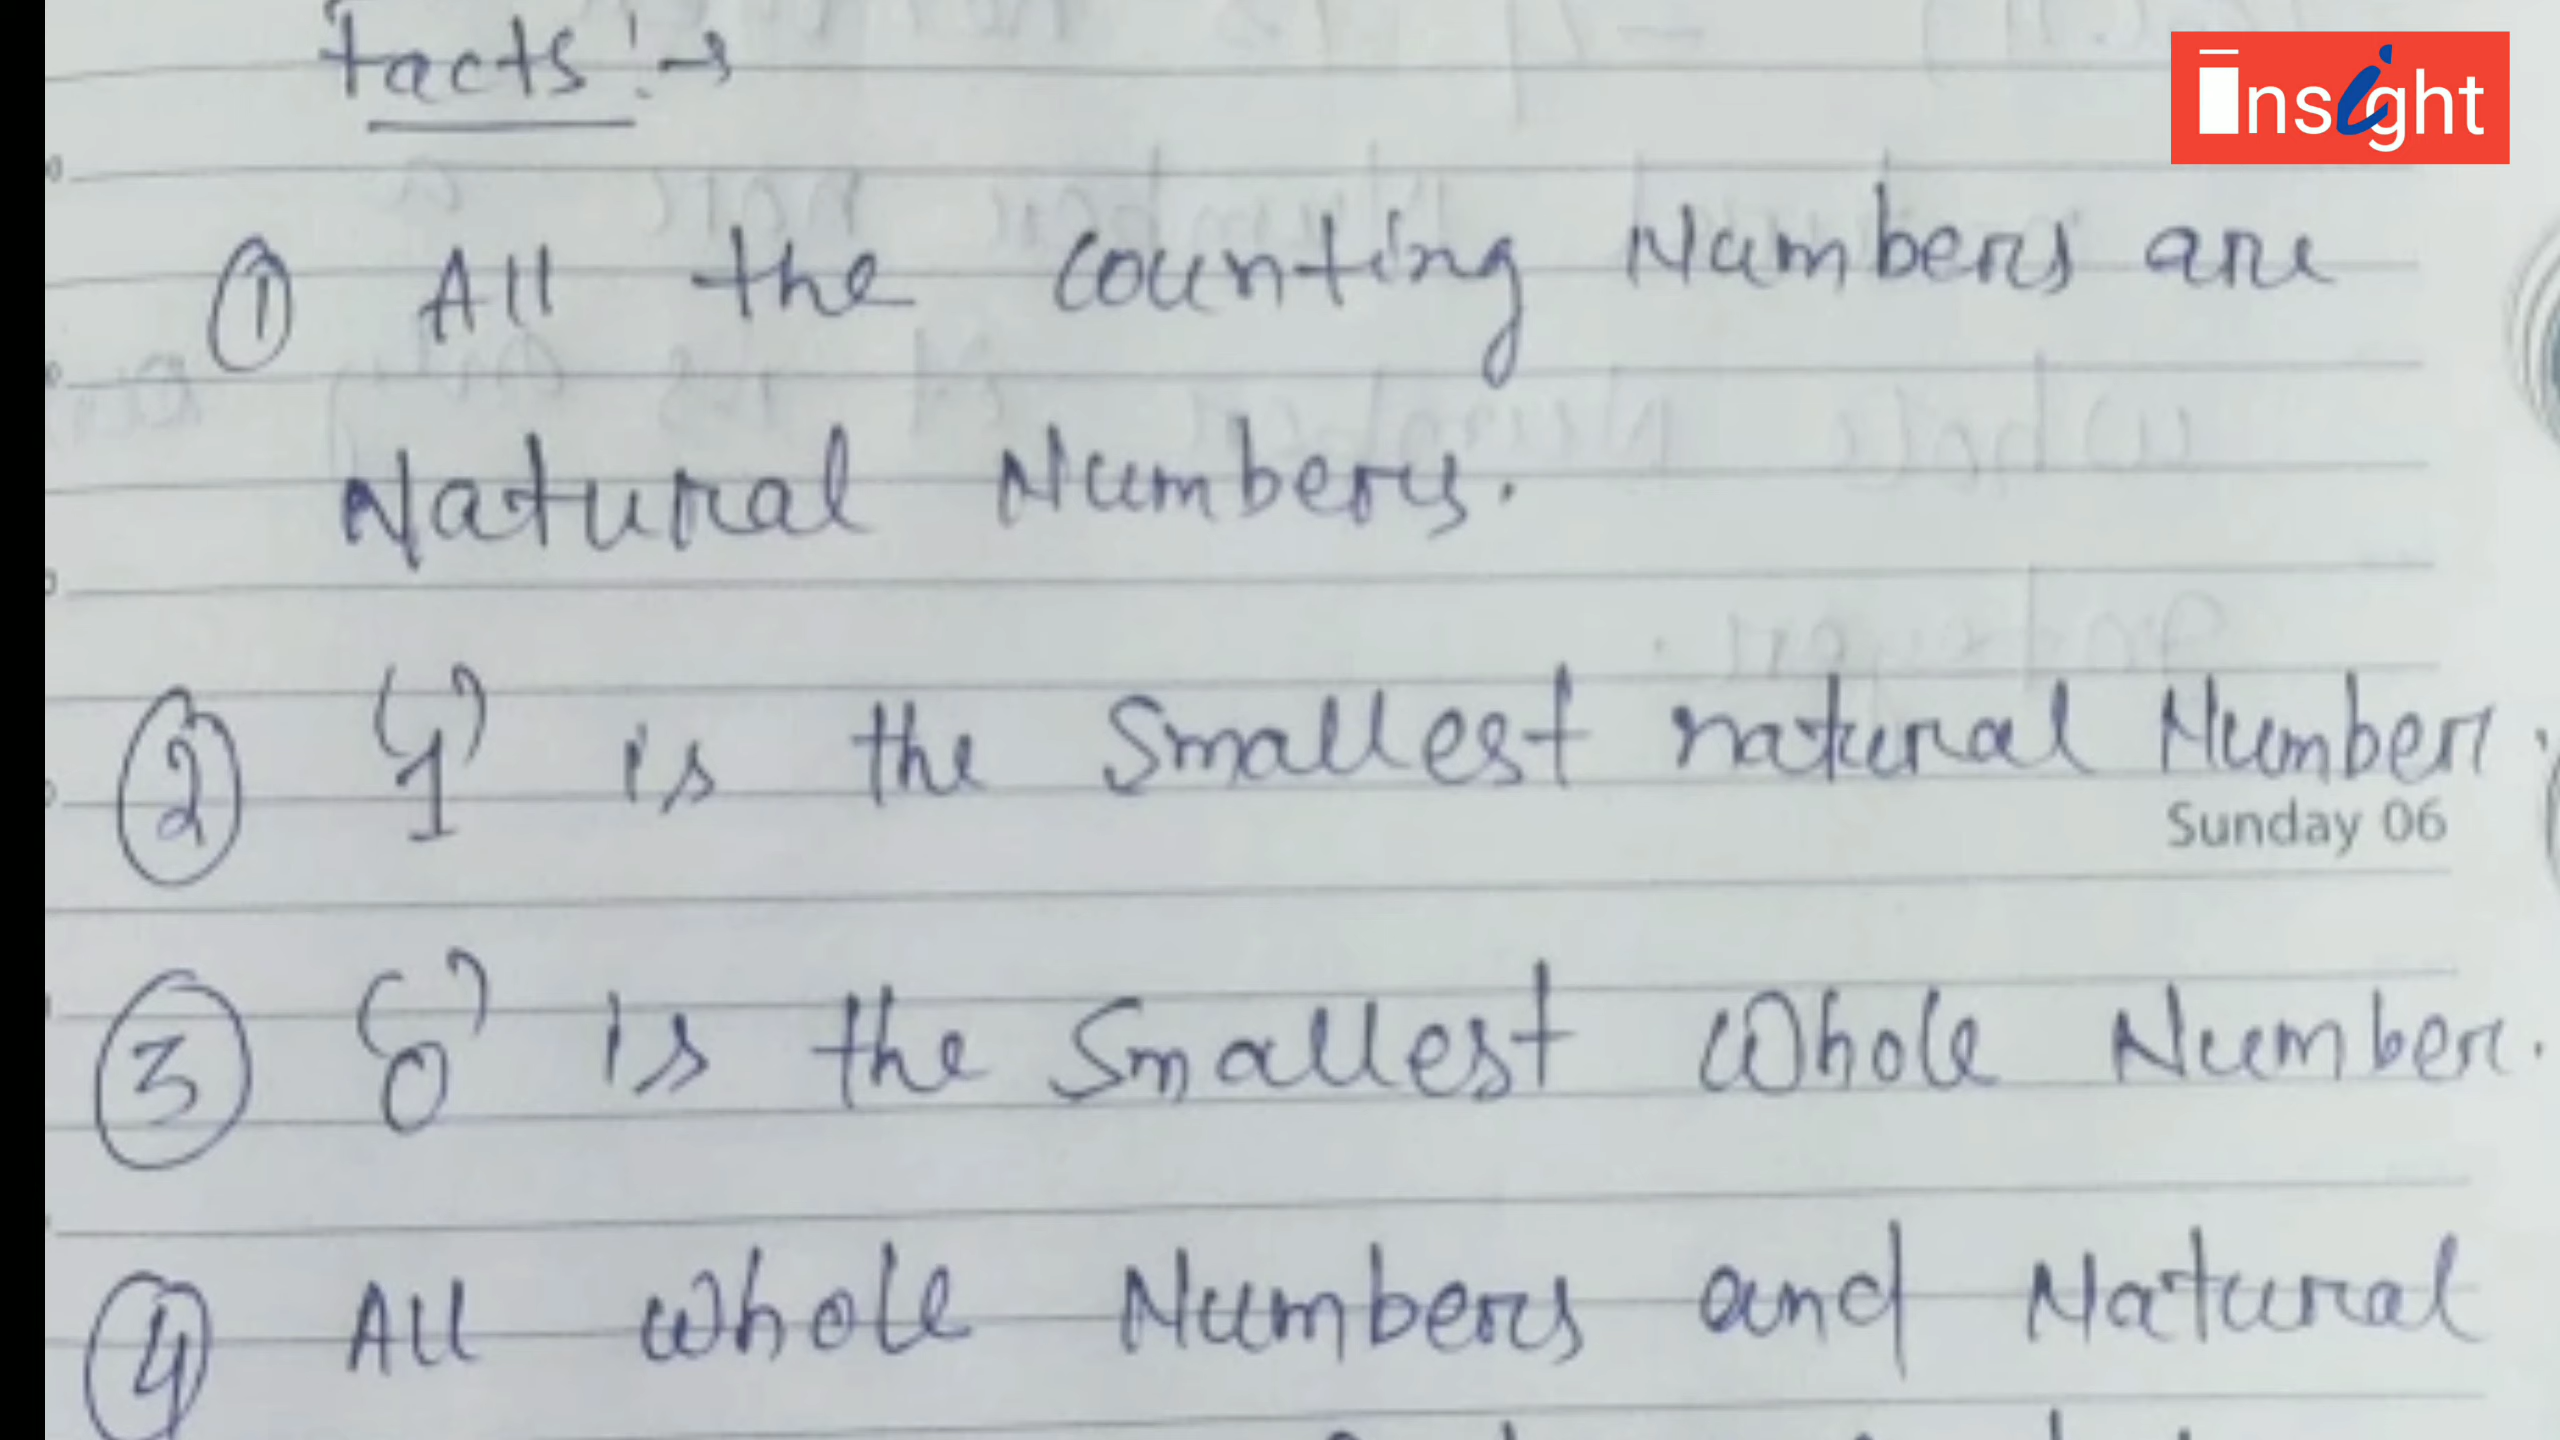 Facts :→
Insight
① All the counting Numbers are
Natural Numbers.
② '1' is the Smallest natural Number.
Sunday 06
③ '0' is the Smallest Whole Number.
④ All Whole Numbers and Natural